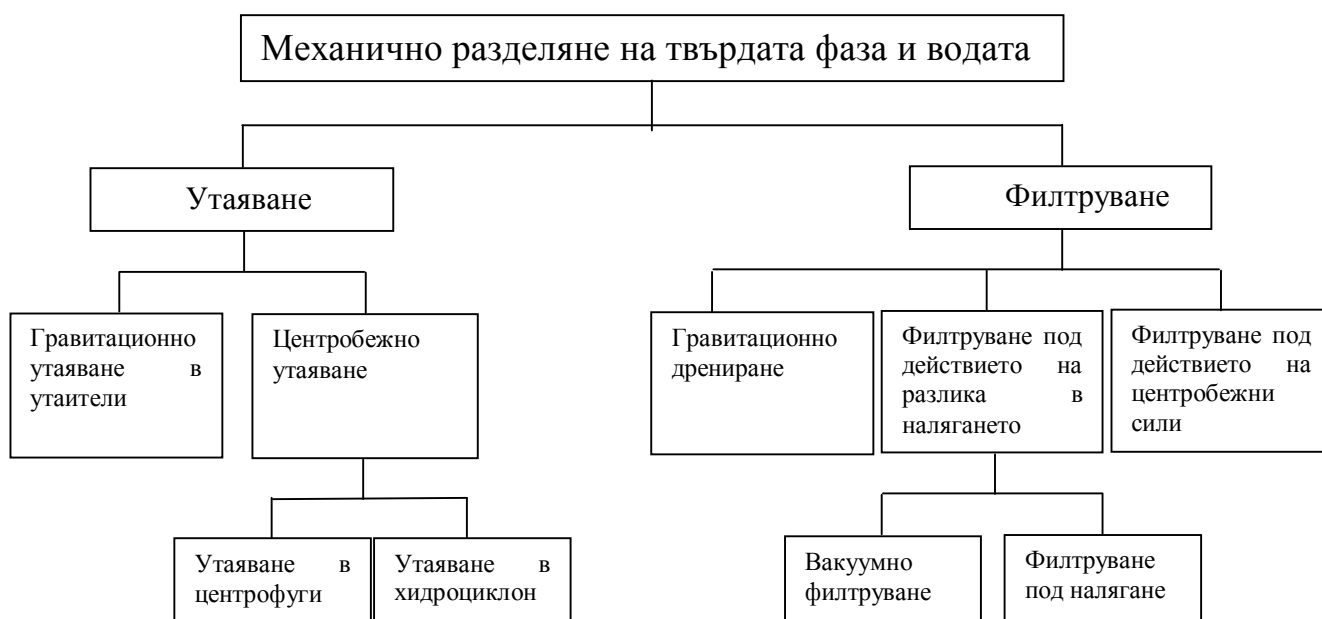 Механично разделяне на твърдата фаза и водата
Утаяване
Филтруване
Гравитационно
утаяване в
утаители
Центробежно
утаяване
Гравитационно
дрениране
Филтруване под
действието на
разлика в
налягането
Филтруване под
действието на
центробежни
сили
Утаяване в
центрофуги
Утаяване в
хидроциклон
Вакуумно
филтруване
Филтруване
под налягане